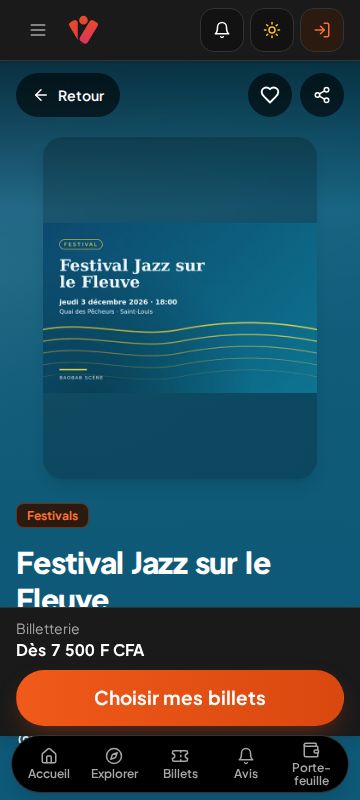 Retour
FESTIVAL
Festival Jazz sur
le Fleuve
jeudi 3 décembre 2026 · 18:00
Quai des Pêcheurs · Saint-Louis
BAOBAB SCÈNE
Festivals
Festival Jazz sur le
Fleuve
Billetterie
Dès 7 500 F CFA
Choisir mes billets
Accueil
Explorer
Billets
Avis
Porte-
feuille